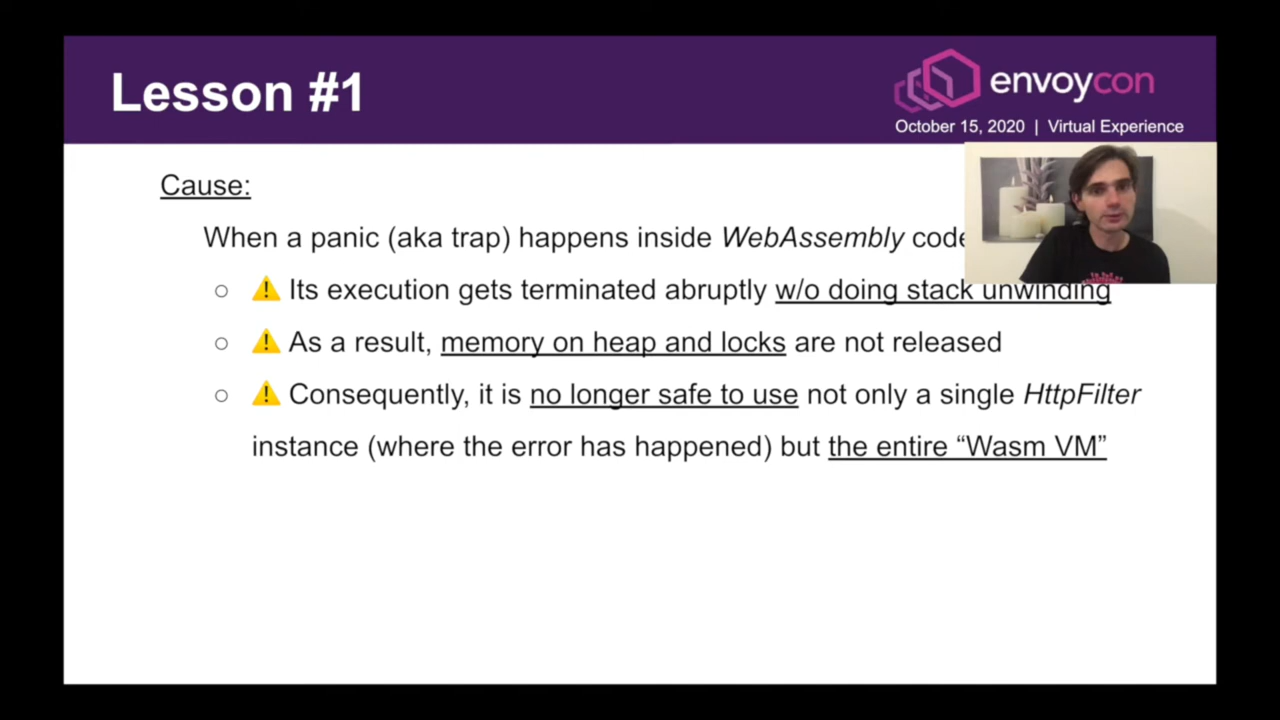 Lesson #1
envoycon
October 15, 2020 | Virtual Experience
Cause:
When a panic (aka trap) happens inside WebAssembly code
○ ⚠ Its execution gets terminated abruptly w/o doing stack unwinding
○ ⚠ As a result, memory on heap and locks are not released
○ ⚠ Consequently, it is no longer safe to use not only a single HttpFilter
instance (where the error has happened) but the entire “Wasm VM”